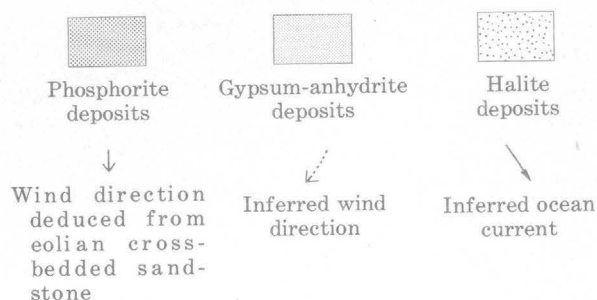 Phosphorite
deposits
Gypsum-anhydrite
deposits
Halite
deposits
Wind direction
deduced from
eolian cross-
bedded sand-
stone
Inferred wind
direction
Inferred ocean
current